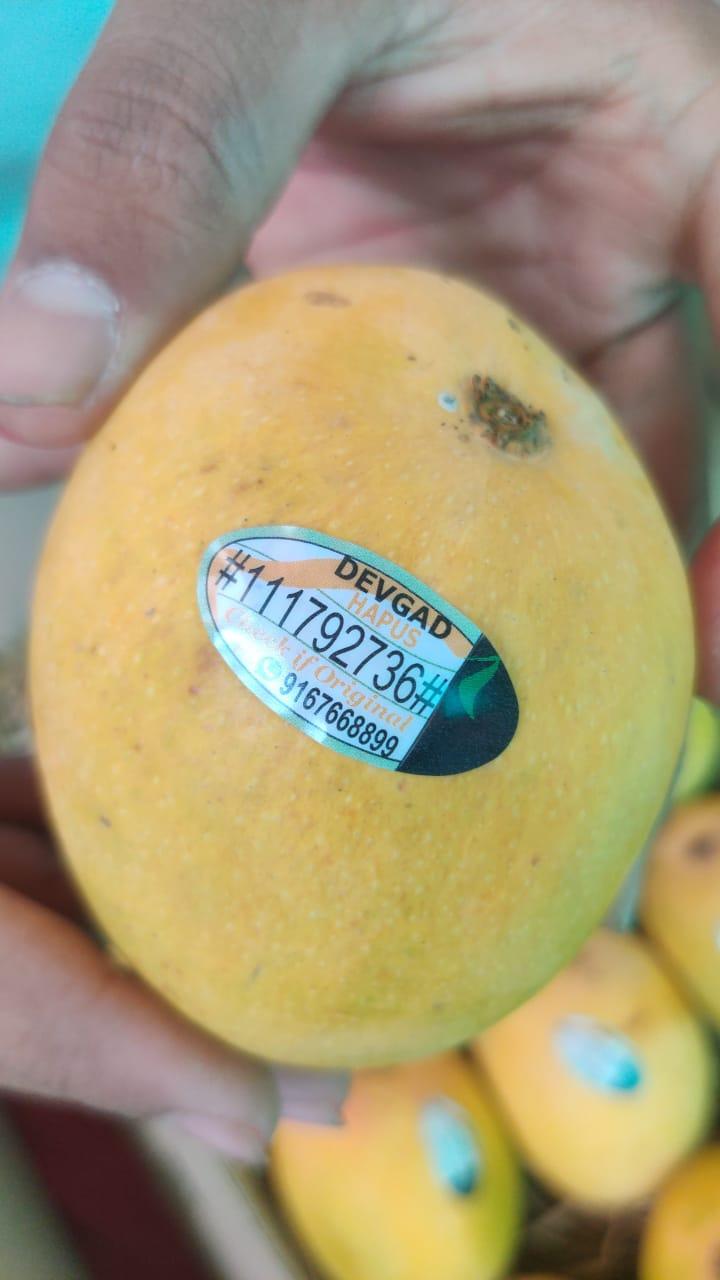 DEVGAD
HAPUS
#111792736#
Check if Original
9167668899